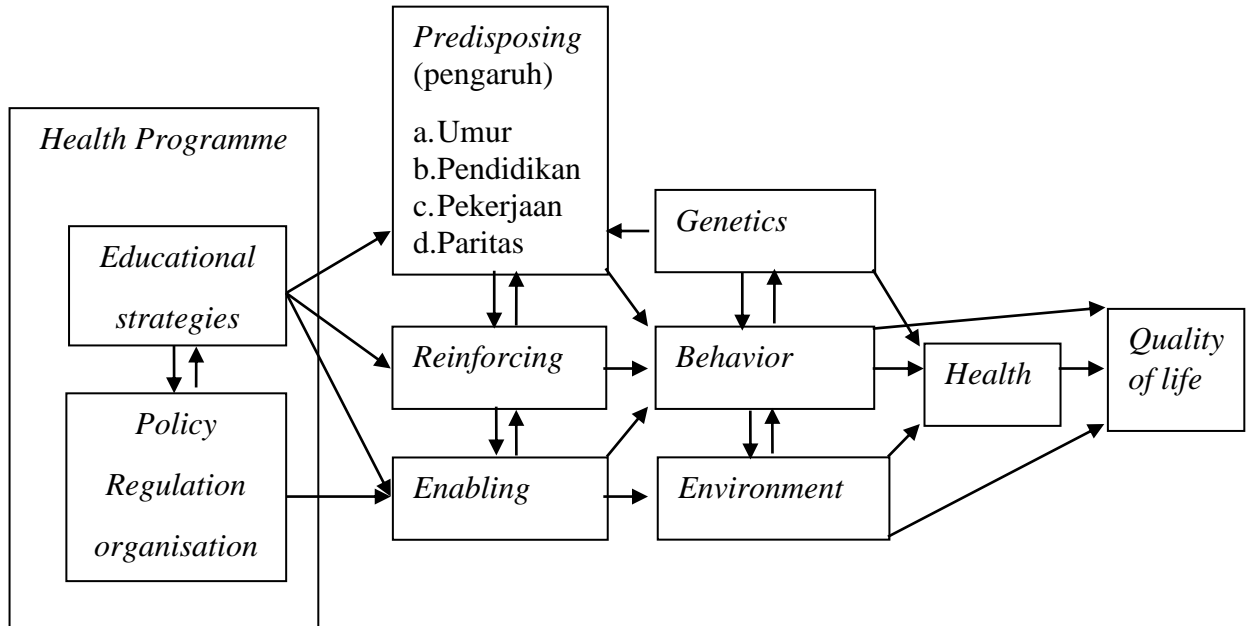 Predisposing
(pengaruh)
a.Umur
b.Pendidikan
c.Pekerjaan
d.Paritas
Health Programme
Educational
strategies
Policy
Regulation
organisation
Reinforcing
Enabling
Genetics
Behavior
Environment
Health
Quality
of life